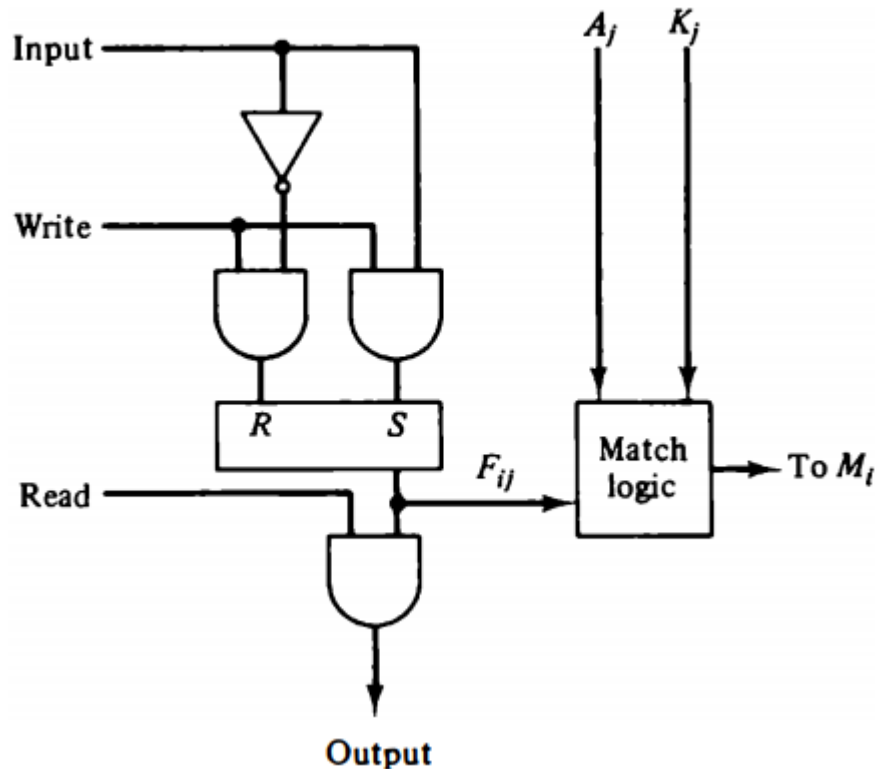 Input
A_j
K_j
Write
R
S
Read
F_ij
Match
logic
To M_i
Output